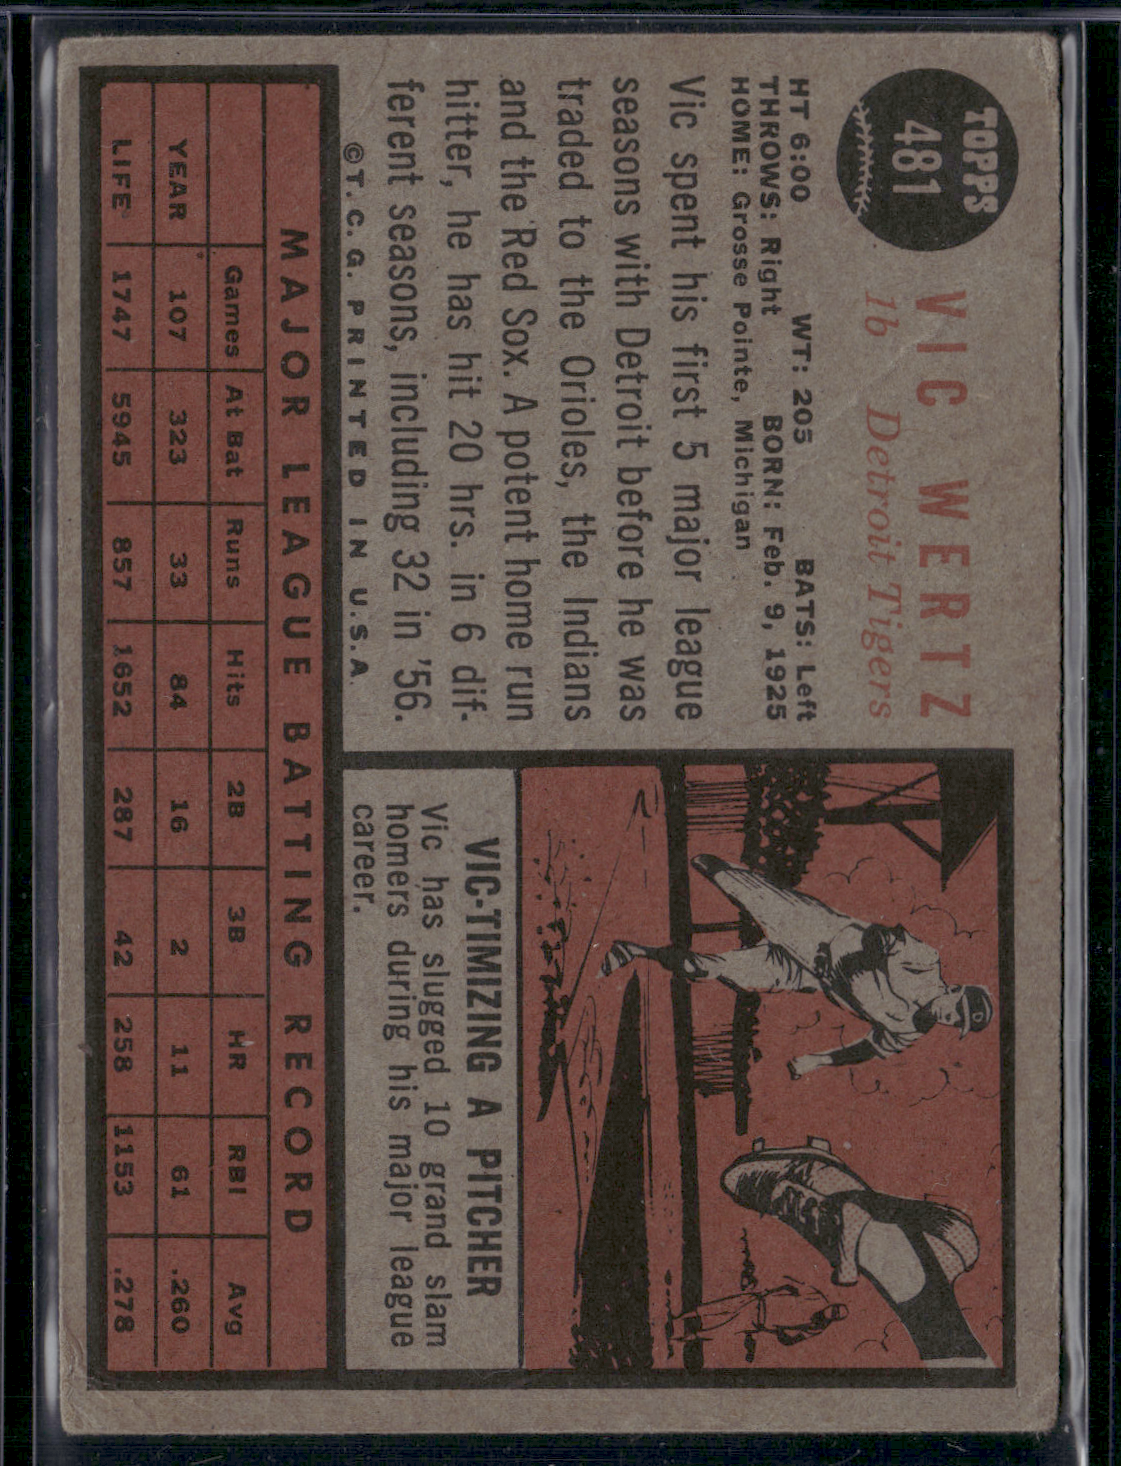 TOPPS
481
VIC WERTZ
1b Detroit Tigers
HT 6:00 WT: 205 BATS: Left
THROWS: Right BORN: Feb. 9, 1925
HOME: Grosse Pointe, Michigan
Vic spent his first 5 major league
seasons with Detroit before he was
traded to the Orioles, the Indians
and the Red Sox. A potent home run
hitter, he has hit 20 hrs. in 6 dif-
ferent seasons, including 32 in '56.
©T.C.G. PRINTED IN U.S.A.
D
VIC-TIMIZING A PITCHER
Vic has slugged 10 grand slam
homers during his major league
career.
MAJOR LEAGUE BATTING RECORD
Games At Bat Runs Hits 2B 3B HR RBI Avg
YEAR 107 323 33 84 16 2 11 61 .260
LIFE 1747 5945 857 1652 287 42 258 1153 .278